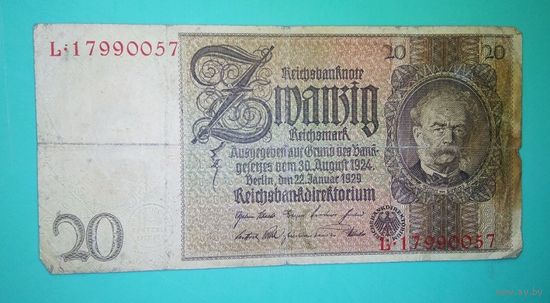 L·17990057
20
20
Reichsbanknote
Zwanzig
Reichsmark
Ausgegeben auf Grund des Bank-
gesetzes vom 30. August 1924
Berlin, den 22. Januar 1929
Reichsbankdirektorium
20
L·17990057